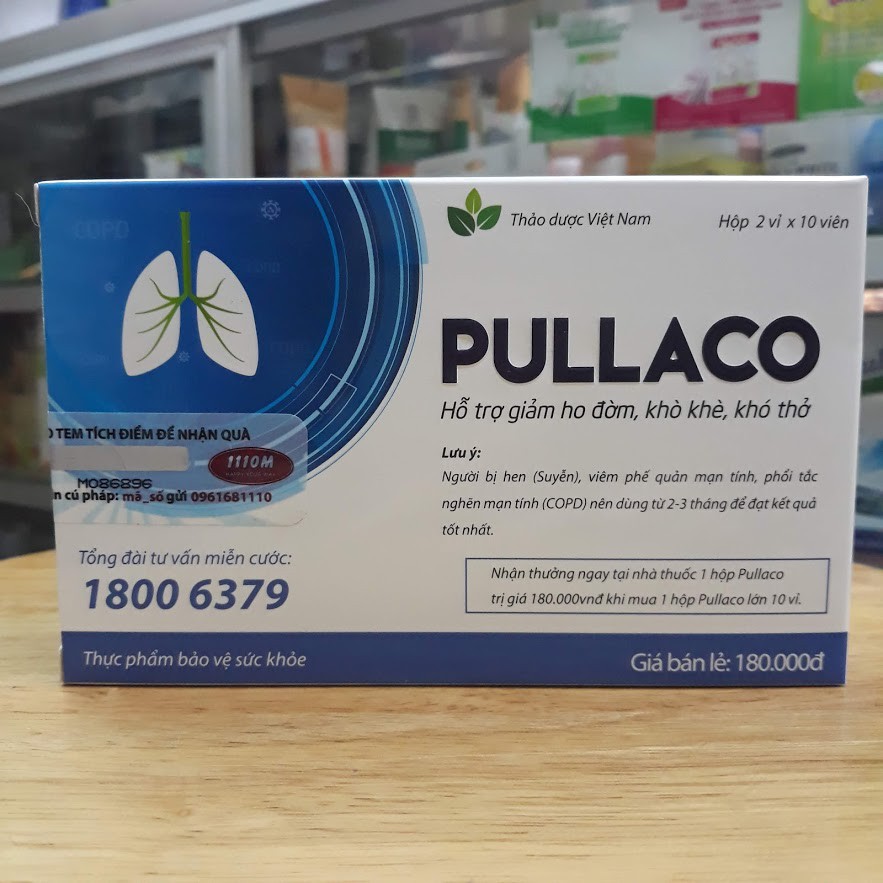 COPD
Thảo dược Việt Nam
Hộp 2 vỉ x 10 viên
PULLACO
Hỗ trợ giảm ho đờm, khò khè, khó thở
Lưu ý:
Người bị hen (Suyễn), viêm phế quản mạn tính, phổi tắc
nghẽn mạn tính (COPD) nên dùng từ 2-3 tháng để đạt kết quả
tốt nhất.
TEM TÍCH ĐIỂM ĐỂ NHẬN QUÀ
1110M
M086896
cú pháp: mã_số gửi 0961681110
Tổng đài tư vấn miễn cước:
1800 6379
Nhận thưởng ngay tại nhà thuốc 1 hộp Pullaco
trị giá 180.000vnđ khi mua 1 hộp Pullaco lớn 10 vỉ.
Thực phẩm bảo vệ sức khỏe
Giá bán lẻ: 180.000đ